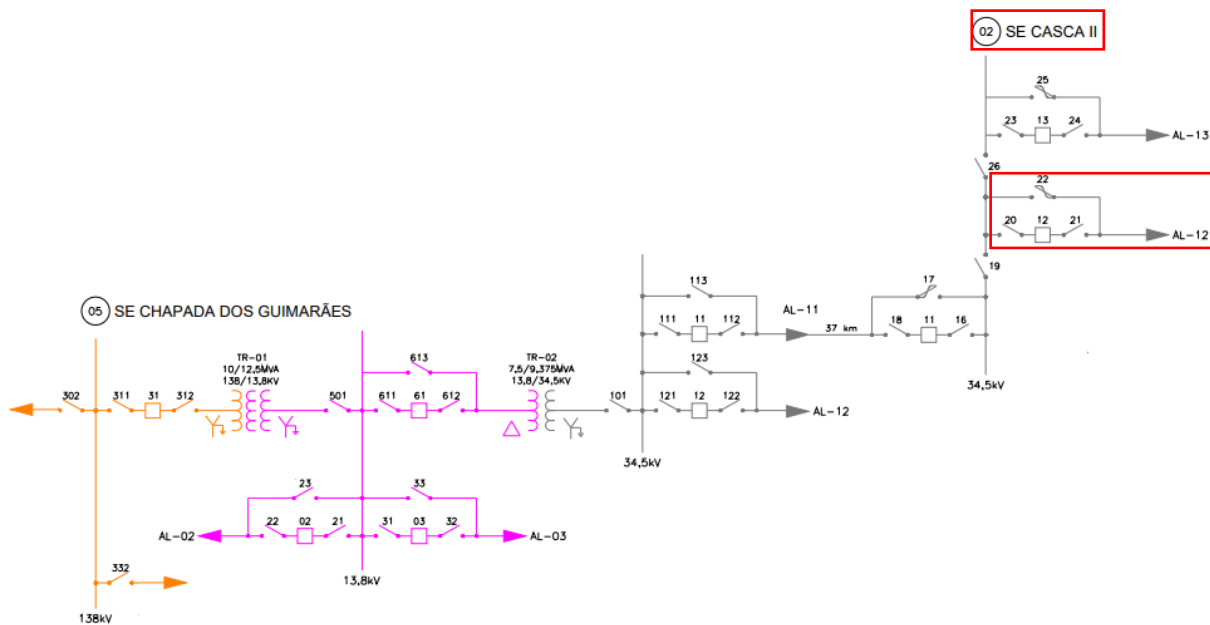 02 SE CASCA II
25
23 13 24
AL-13
26
22
20 12 21
AL-12
19
17
18 11 16
34,5kV
113
111 11 112
AL-11
37 km
123
121 12 122
AL-12
101
34,5kV
05 SE CHAPADA DOS GUIMARÃES
TR-01
10/12,5MVA
138/13,8KV
613
TR-02
7,5/9,375MVA
13,8/34,5KV
302 311 31 312
501 611 61 612
23 33
AL-02 22 02 21 31 03 32 AL-03
13,8kV
332
138kV